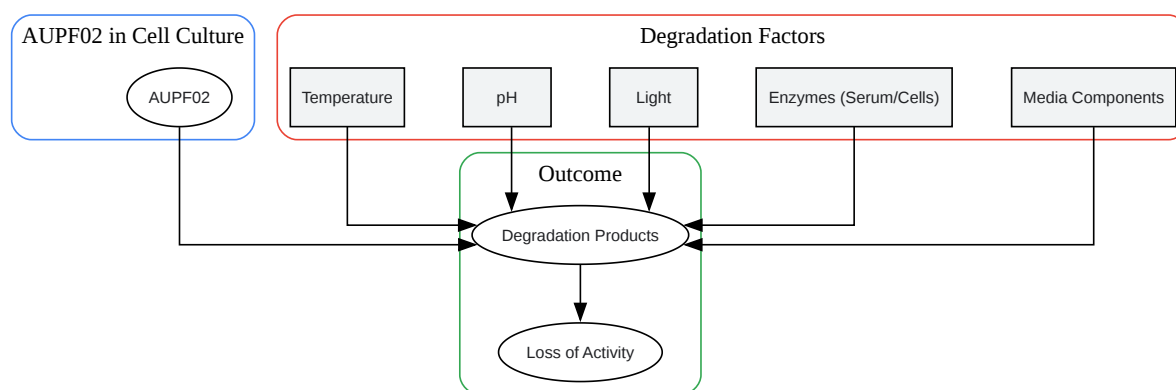 AUPF02 in Cell Culture
Degradation Factors
AUPF02
Temperature
pH
Light
Enzymes (Serum/Cells)
Media Components
Outcome
Degradation Products
Loss of Activity